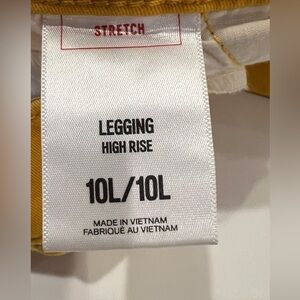 STRETCH
LEGGING
HIGH RISE
10L/10L
MADE IN VIETNAM
FABRIQUÉ AU VIETNAM